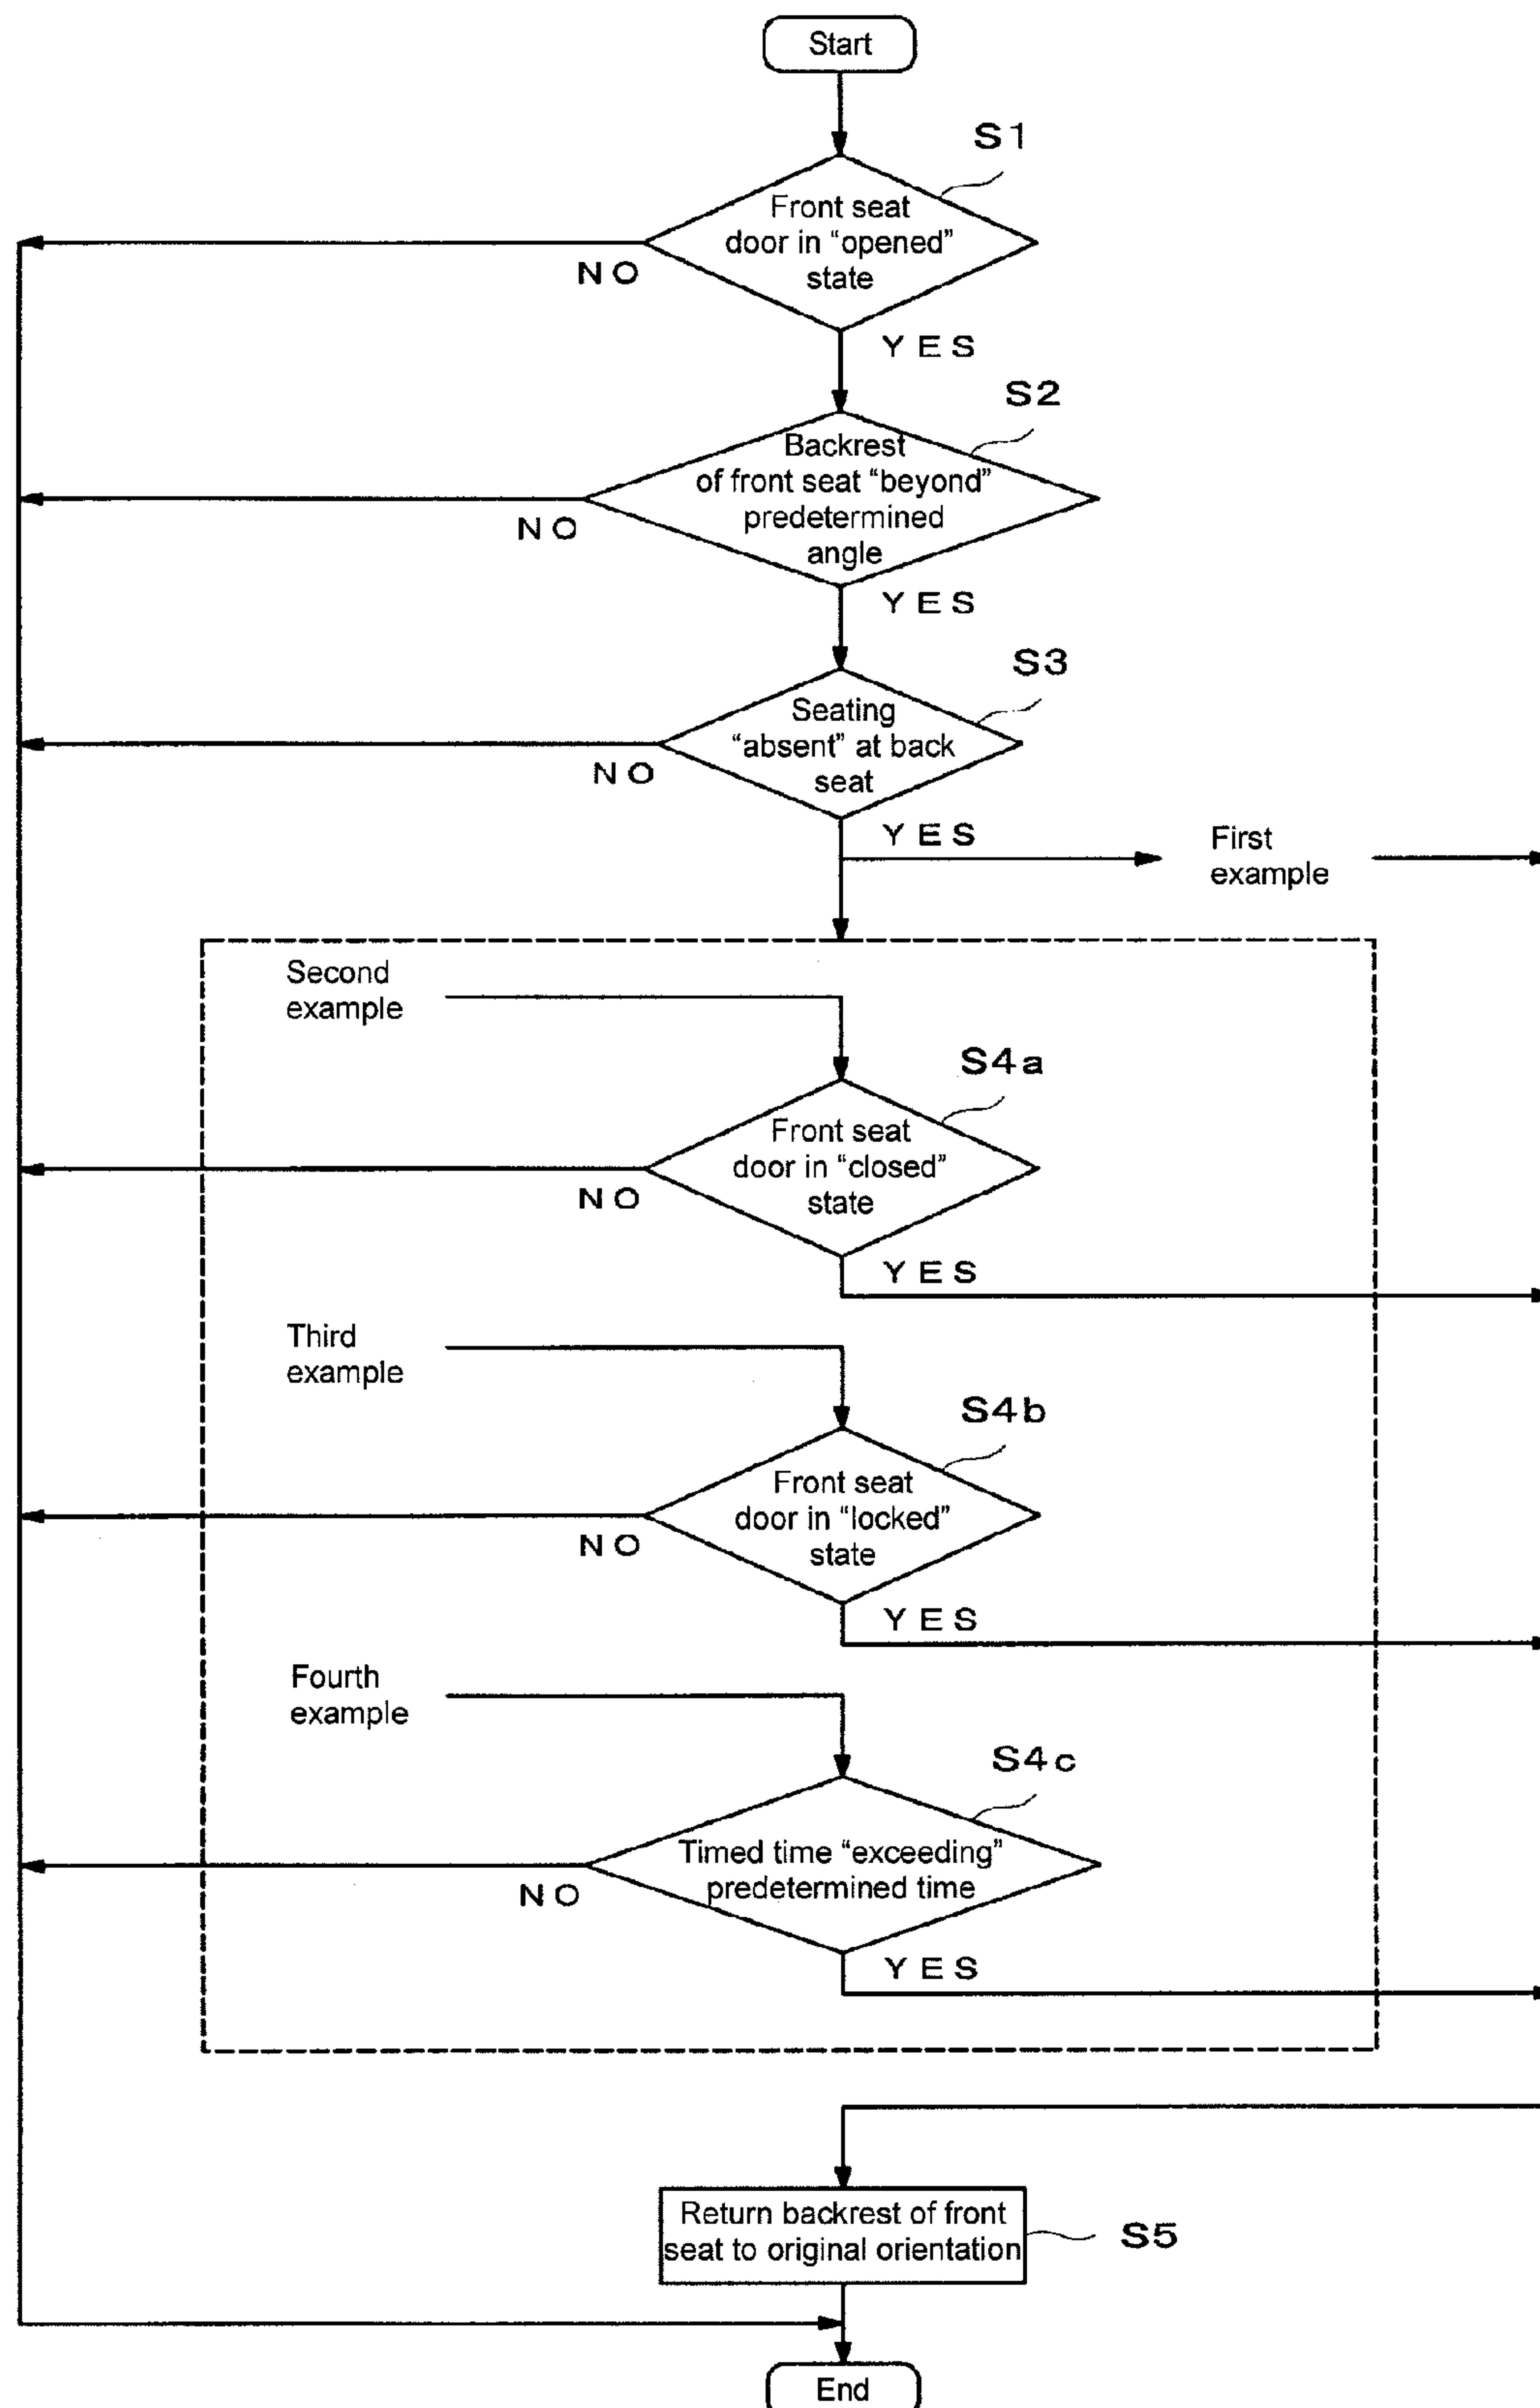 Start
S1
Front seat
door in “opened”
state
NO
YES
S2
Backrest
of front seat “beyond”
predetermined
angle
NO
YES
S3
Seating
“absent” at back
seat
NO
YES
First
example
Second
example
S4a
Front seat
door in “closed”
state
NO
YES
Third
example
S4b
Front seat
door in “locked”
state
NO
YES
Fourth
example
S4c
Timed time “exceeding”
predetermined time
NO
YES
Return backrest of front
seat to original orientation
S5
End